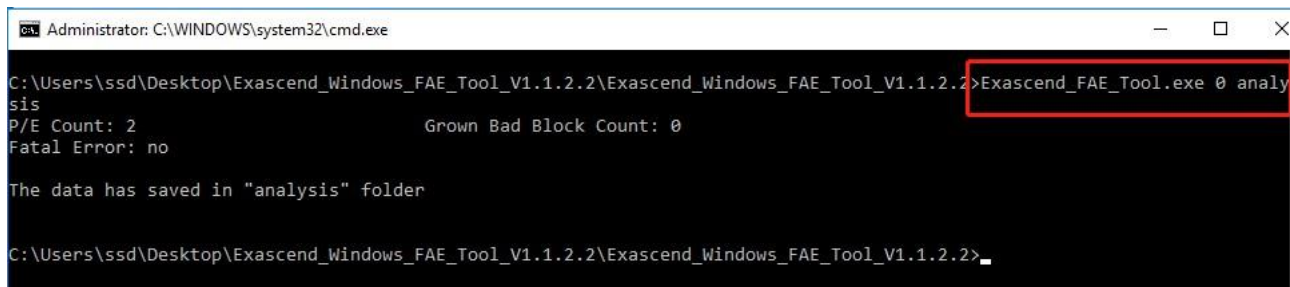 Administrator: C:\WINDOWS\system32\cmd.exe
C:\Users\ssd\Desktop\Exascend_Windows_FAE_Tool_V1.1.2.2\Exascend_Windows_FAE_Tool_V1.1.2.2>Exascend_FAE_Tool.exe 0 analy
sis
P/E Count: 2 Grown Bad Block Count: 0
Fatal Error: no
The data has saved in "analysis" folder
C:\Users\ssd\Desktop\Exascend_Windows_FAE_Tool_V1.1.2.2\Exascend_Windows_FAE_Tool_V1.1.2.2>